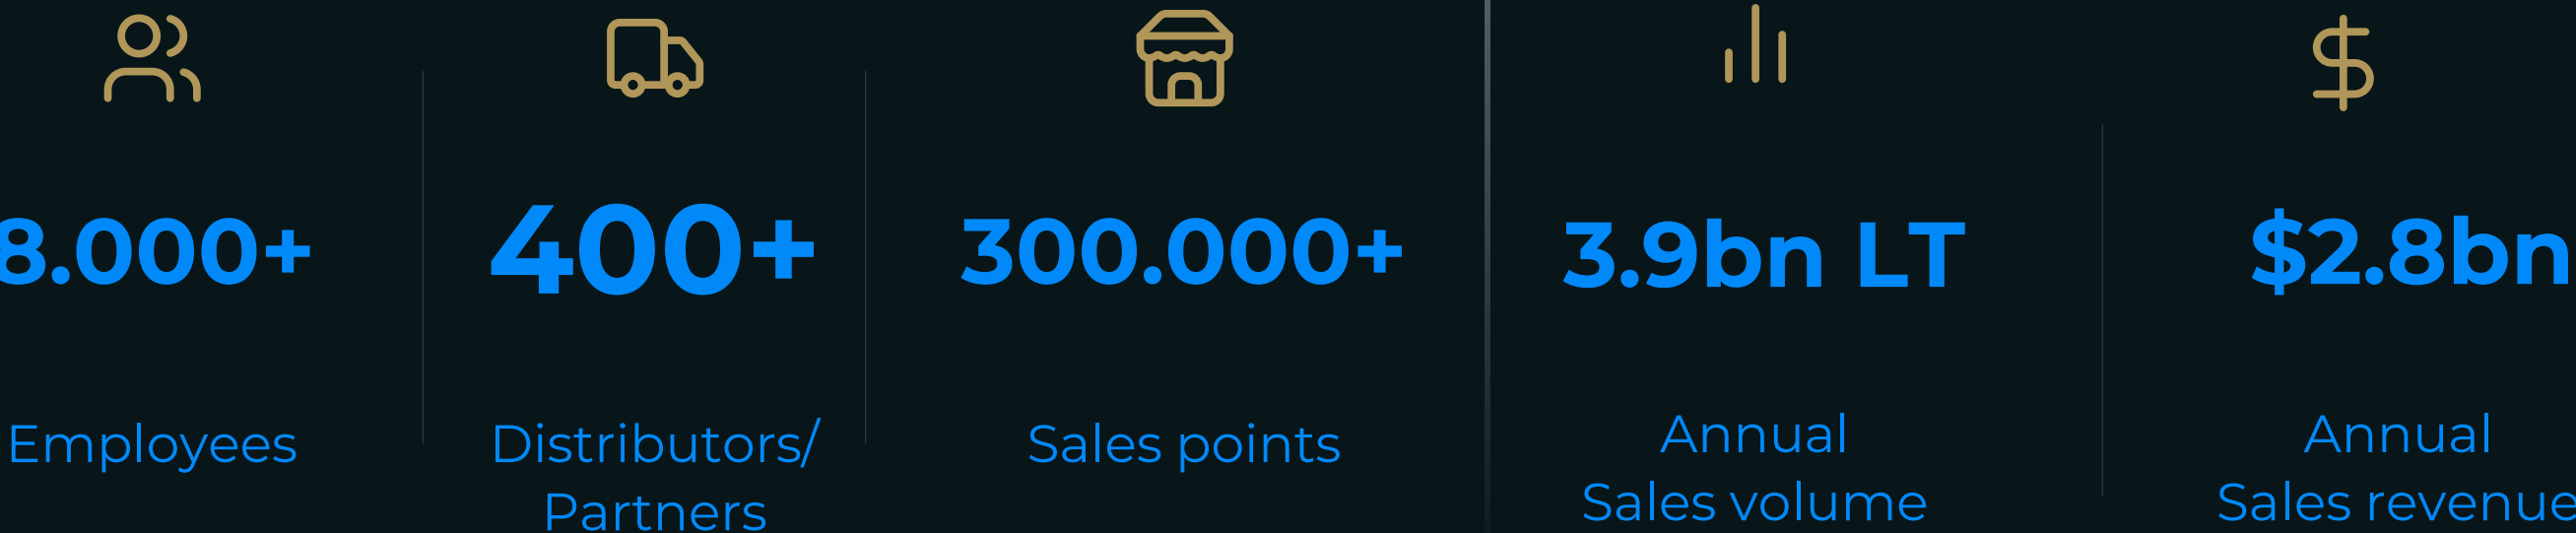 8.000+
Employees
400+
Distributors/
Partners
300.000+
Sales points
3.9bn LT
Annual
Sales volume
$2.8bn
Annual
Sales revenue